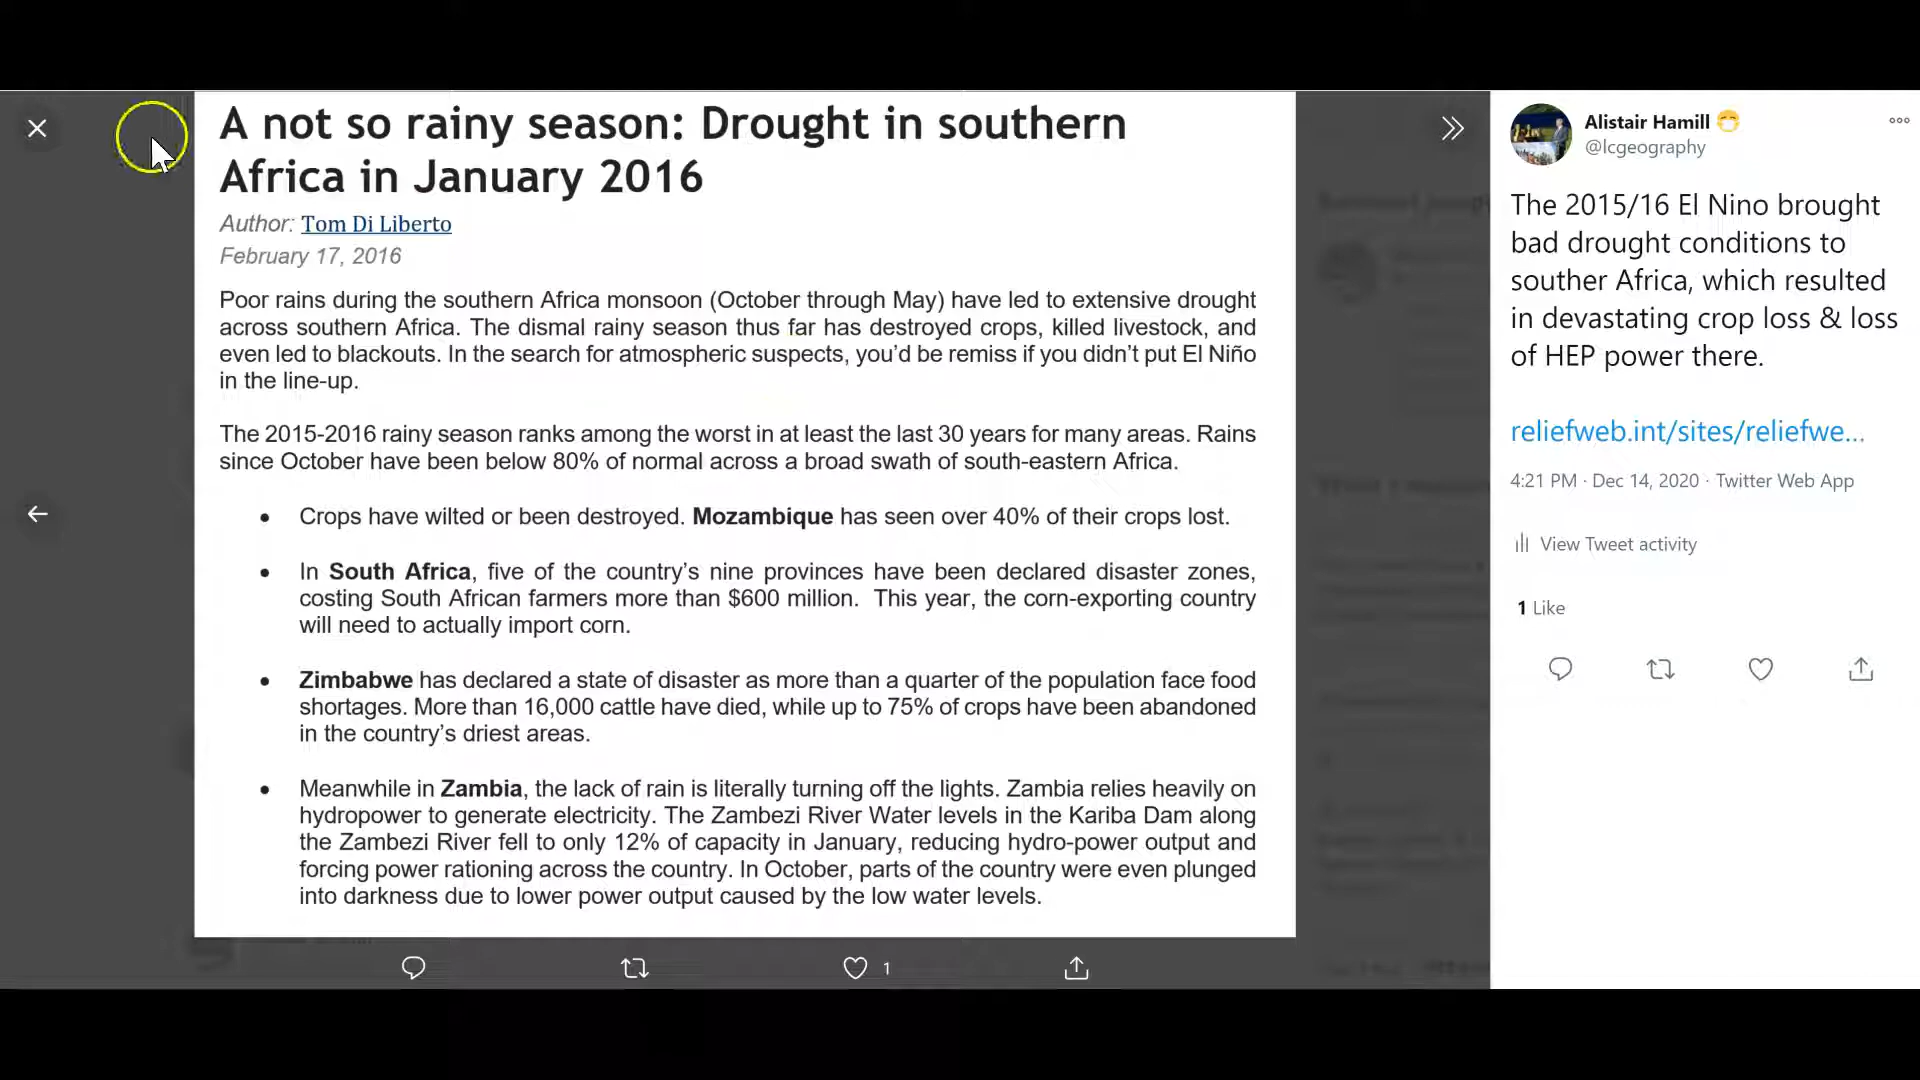 A not so rainy season: Drought in southern
Africa in January 2016
Author: Tom Di Liberto
February 17, 2016
Poor rains during the southern Africa monsoon (October through May) have led to extensive drought
across southern Africa. The dismal rainy season thus far has destroyed crops, killed livestock, and
even led to blackouts. In the search for atmospheric suspects, you’d be remiss if you didn’t put El Niño
in the line-up.
The 2015-2016 rainy season ranks among the worst in at least the last 30 years for many areas. Rains
since October have been below 80% of normal across a broad swath of south-eastern Africa.
• Crops have wilted or been destroyed. Mozambique has seen over 40% of their crops lost.
• In South Africa, five of the country’s nine provinces have been declared disaster zones,
costing South African farmers more than $600 million. This year, the corn-exporting country
will need to actually import corn.
• Zimbabwe has declared a state of disaster as more than a quarter of the population face food
shortages. More than 16,000 cattle have died, while up to 75% of crops have been abandoned
in the country’s driest areas.
• Meanwhile in Zambia, the lack of rain is literally turning off the lights. Zambia relies heavily on
hydropower to generate electricity. The Zambezi River Water levels in the Kariba Dam along
the Zambezi River fell to only 12% of capacity in January, reducing hydro-power output and
forcing power rationing across the country. In October, parts of the country were even plunged
into darkness due to lower power output caused by the low water levels.
1
Alistair Hamill 😷
@lcgeography
The 2015/16 El Nino brought
bad drought conditions to
souther Africa, which resulted
in devastating crop loss & loss
of HEP power there.
reliefweb.int/sites/reliefwe...
4:21 PM · Dec 14, 2020 · Twitter Web App
View Tweet activity
1 Like